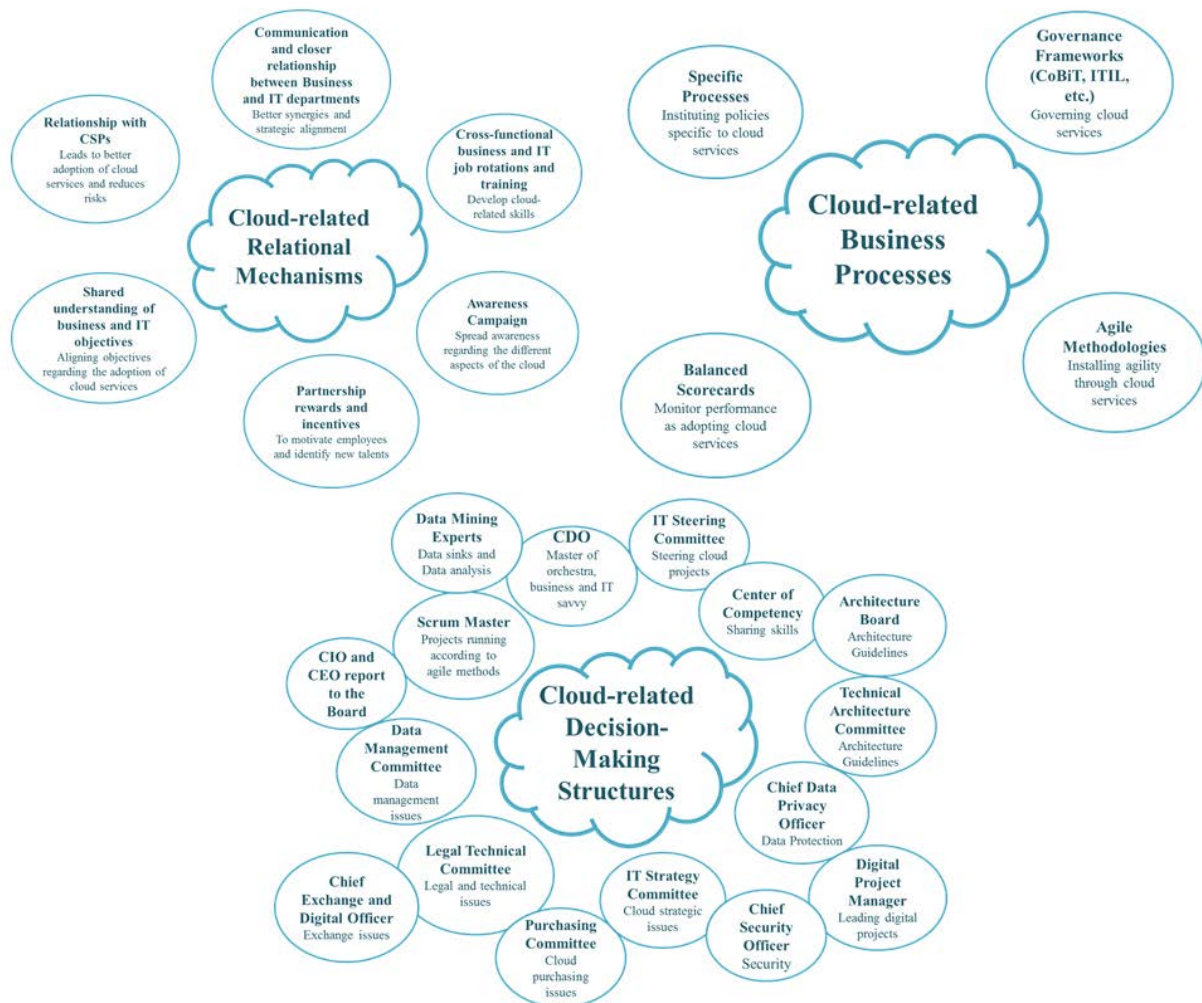 Communication
and closer
relationship
between Business
and IT departments
Better synergies and
strategic alignment
Relationship with
CSPs
Leads to better
adoption of cloud
services and reduces
risks
Cross-functional
business and IT
job rotations and
training
Develop cloud-
related skills
Cloud-related
Relational
Mechanisms
Shared
understanding of
business and IT
objectives
Aligning objectives
regarding the adoption of
cloud services
Awareness
Campaign
Spread awareness
regarding the different
aspects of the cloud
Partnership
rewards and
incentives
To motivate employees
and identify new talents
Specific
Processes
Instituting policies
specific to cloud
services
Governance
Frameworks
(CoBiT, ITIL,
etc.)
Governing cloud
services
Cloud-related
Business
Processes
Balanced
Scorecards
Monitor performance
as adopting cloud
services
Agile
Methodologies
Installing agility
through cloud
services
Data Mining
Experts
Data sinks and
Data analysis
CDO
Master of
orchestra,
business and IT
savvy
IT Steering
Committee
Steering cloud
projects
Center of
Competency
Sharing skills
Architecture
Board
Architecture
Guidelines
Scrum Master
Projects running
according to
agile methods
CIO and
CEO report
to the
Board
Cloud-related
Decision-
Making
Structures
Technical
Architecture
Committee
Architecture
Guidelines
Data
Management
Committee
Data
management
issues
Chief Data
Privacy
Officer
Data Protection
Legal Technical
Committee
Legal and technical
issues
Chief
Exchange and
Digital Officer
Exchange issues
Purchasing
Committee
Cloud
purchasing
issues
IT Strategy
Committee
Cloud strategic
issues
Chief
Security
Officer
Security
Digital
Project
Manager
Leading digital
projects